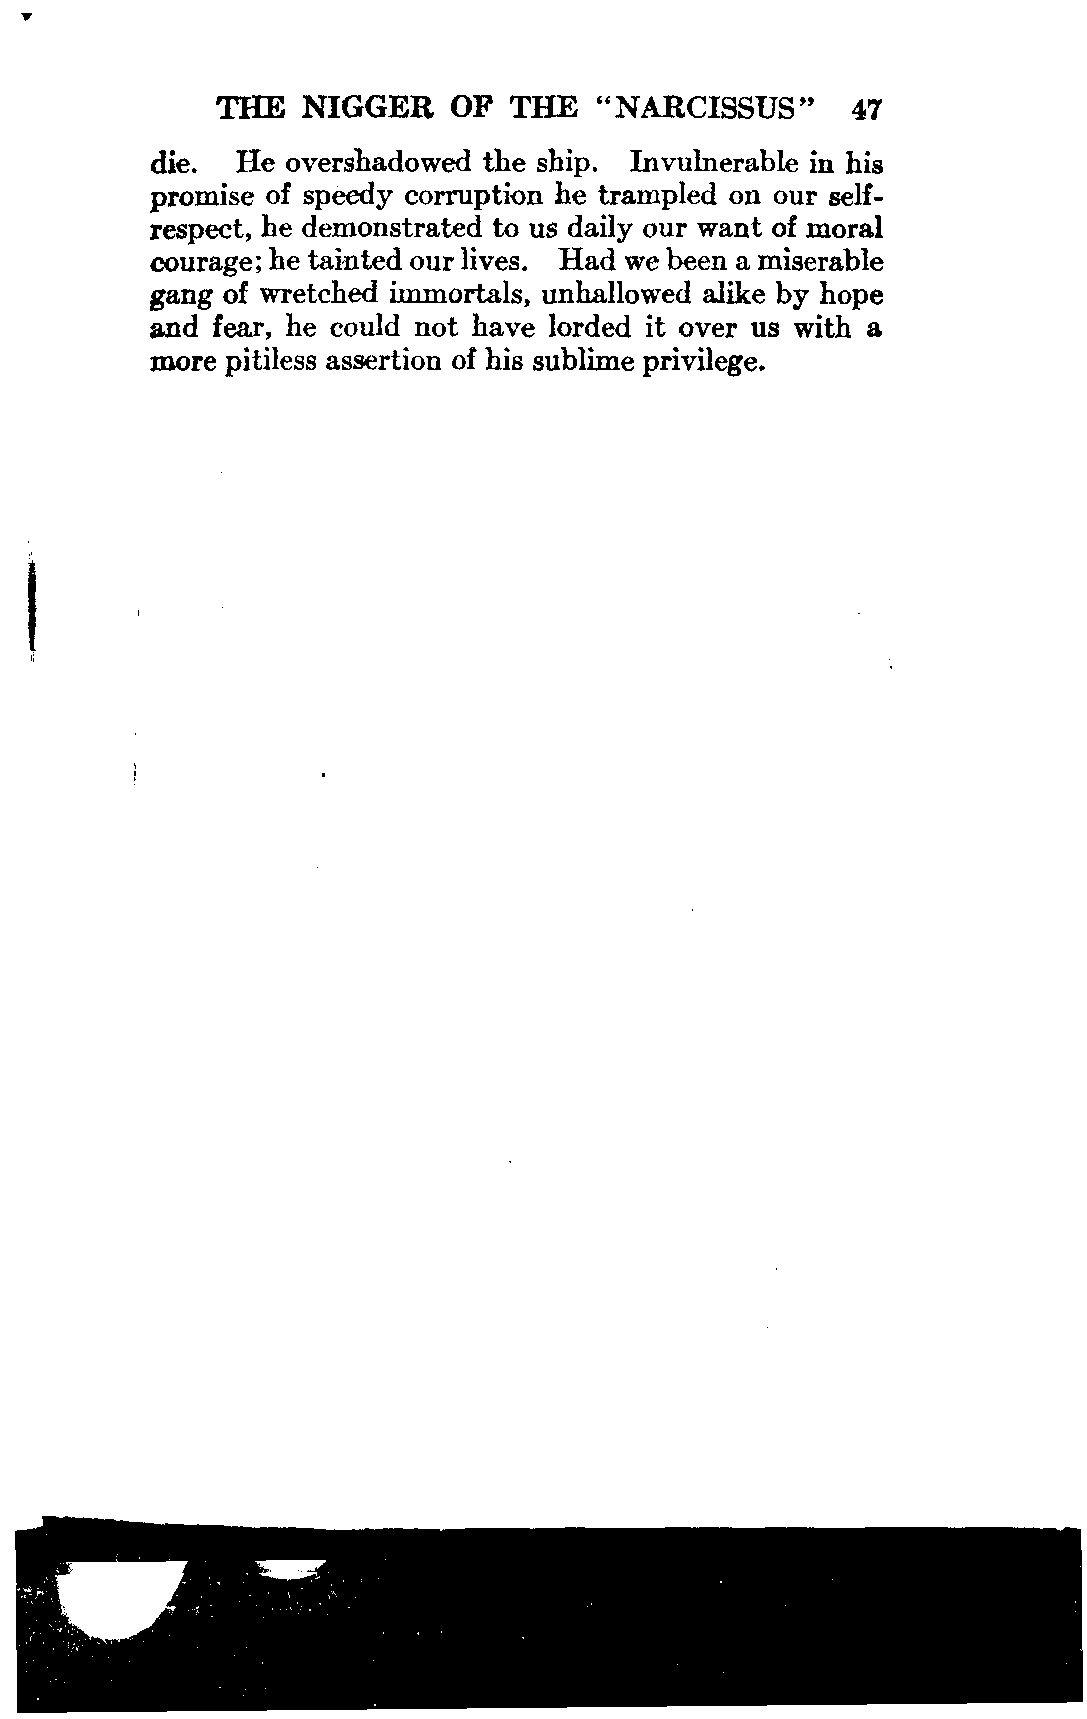 THE NIGGER OF THE "NARCISSUS" 47
die. He overshadowed the ship. Invulnerable in his
promise of speedy corruption he trampled on our self-
respect, he demonstrated to us daily our want of moral
courage; he tainted our lives. Had we been a miserable
gang of wretched immortals, unhallowed alike by hope
and fear, he could not have lorded it over us with a
more pitiless assertion of his sublime privilege.